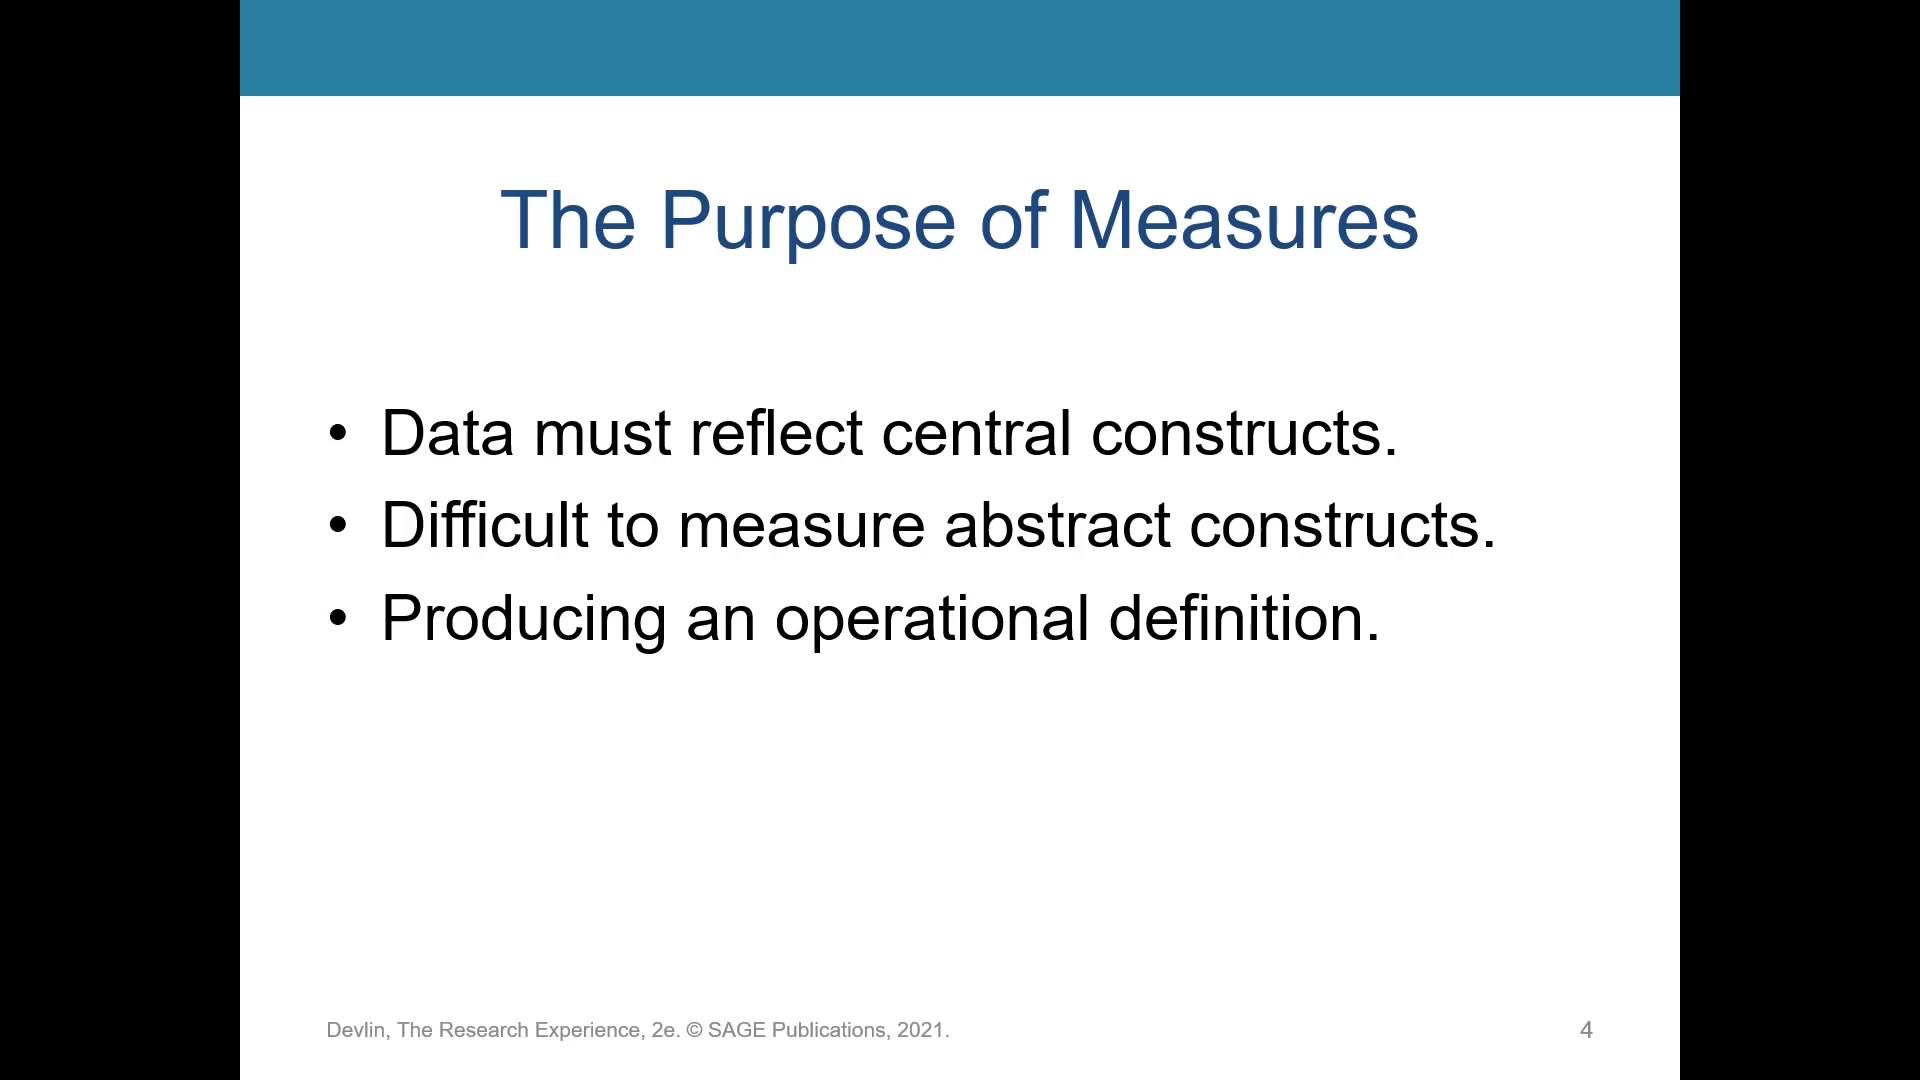 The Purpose of Measures
• Data must reflect central constructs.
• Difficult to measure abstract constructs.
• Producing an operational definition.
Devlin, The Research Experience, 2e. © SAGE Publications, 2021.
4